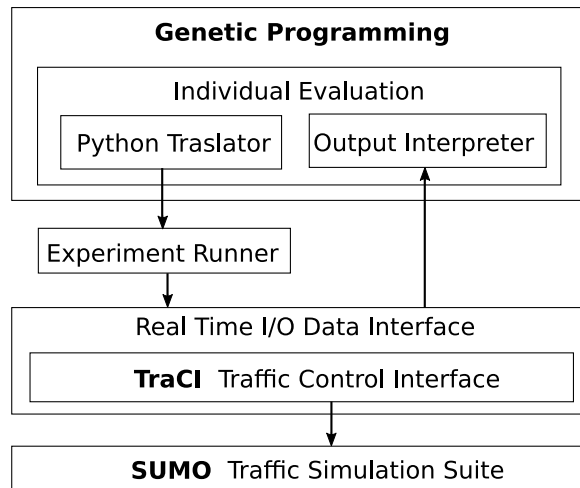 Genetic Programming
Individual Evaluation
Python Traslator
Output Interpreter
Experiment Runner
Real Time I/O Data Interface
TraCI Traffic Control Interface
SUMO Traffic Simulation Suite